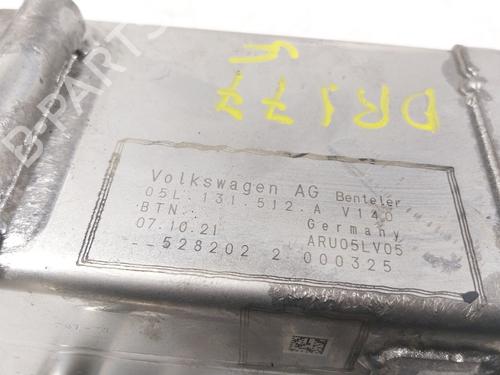 DR177
Volkswagen AG Benteler
05L.131.512.A V140
BTN. Germany
07.10.21 ARU05LV05
--528202 2 000325